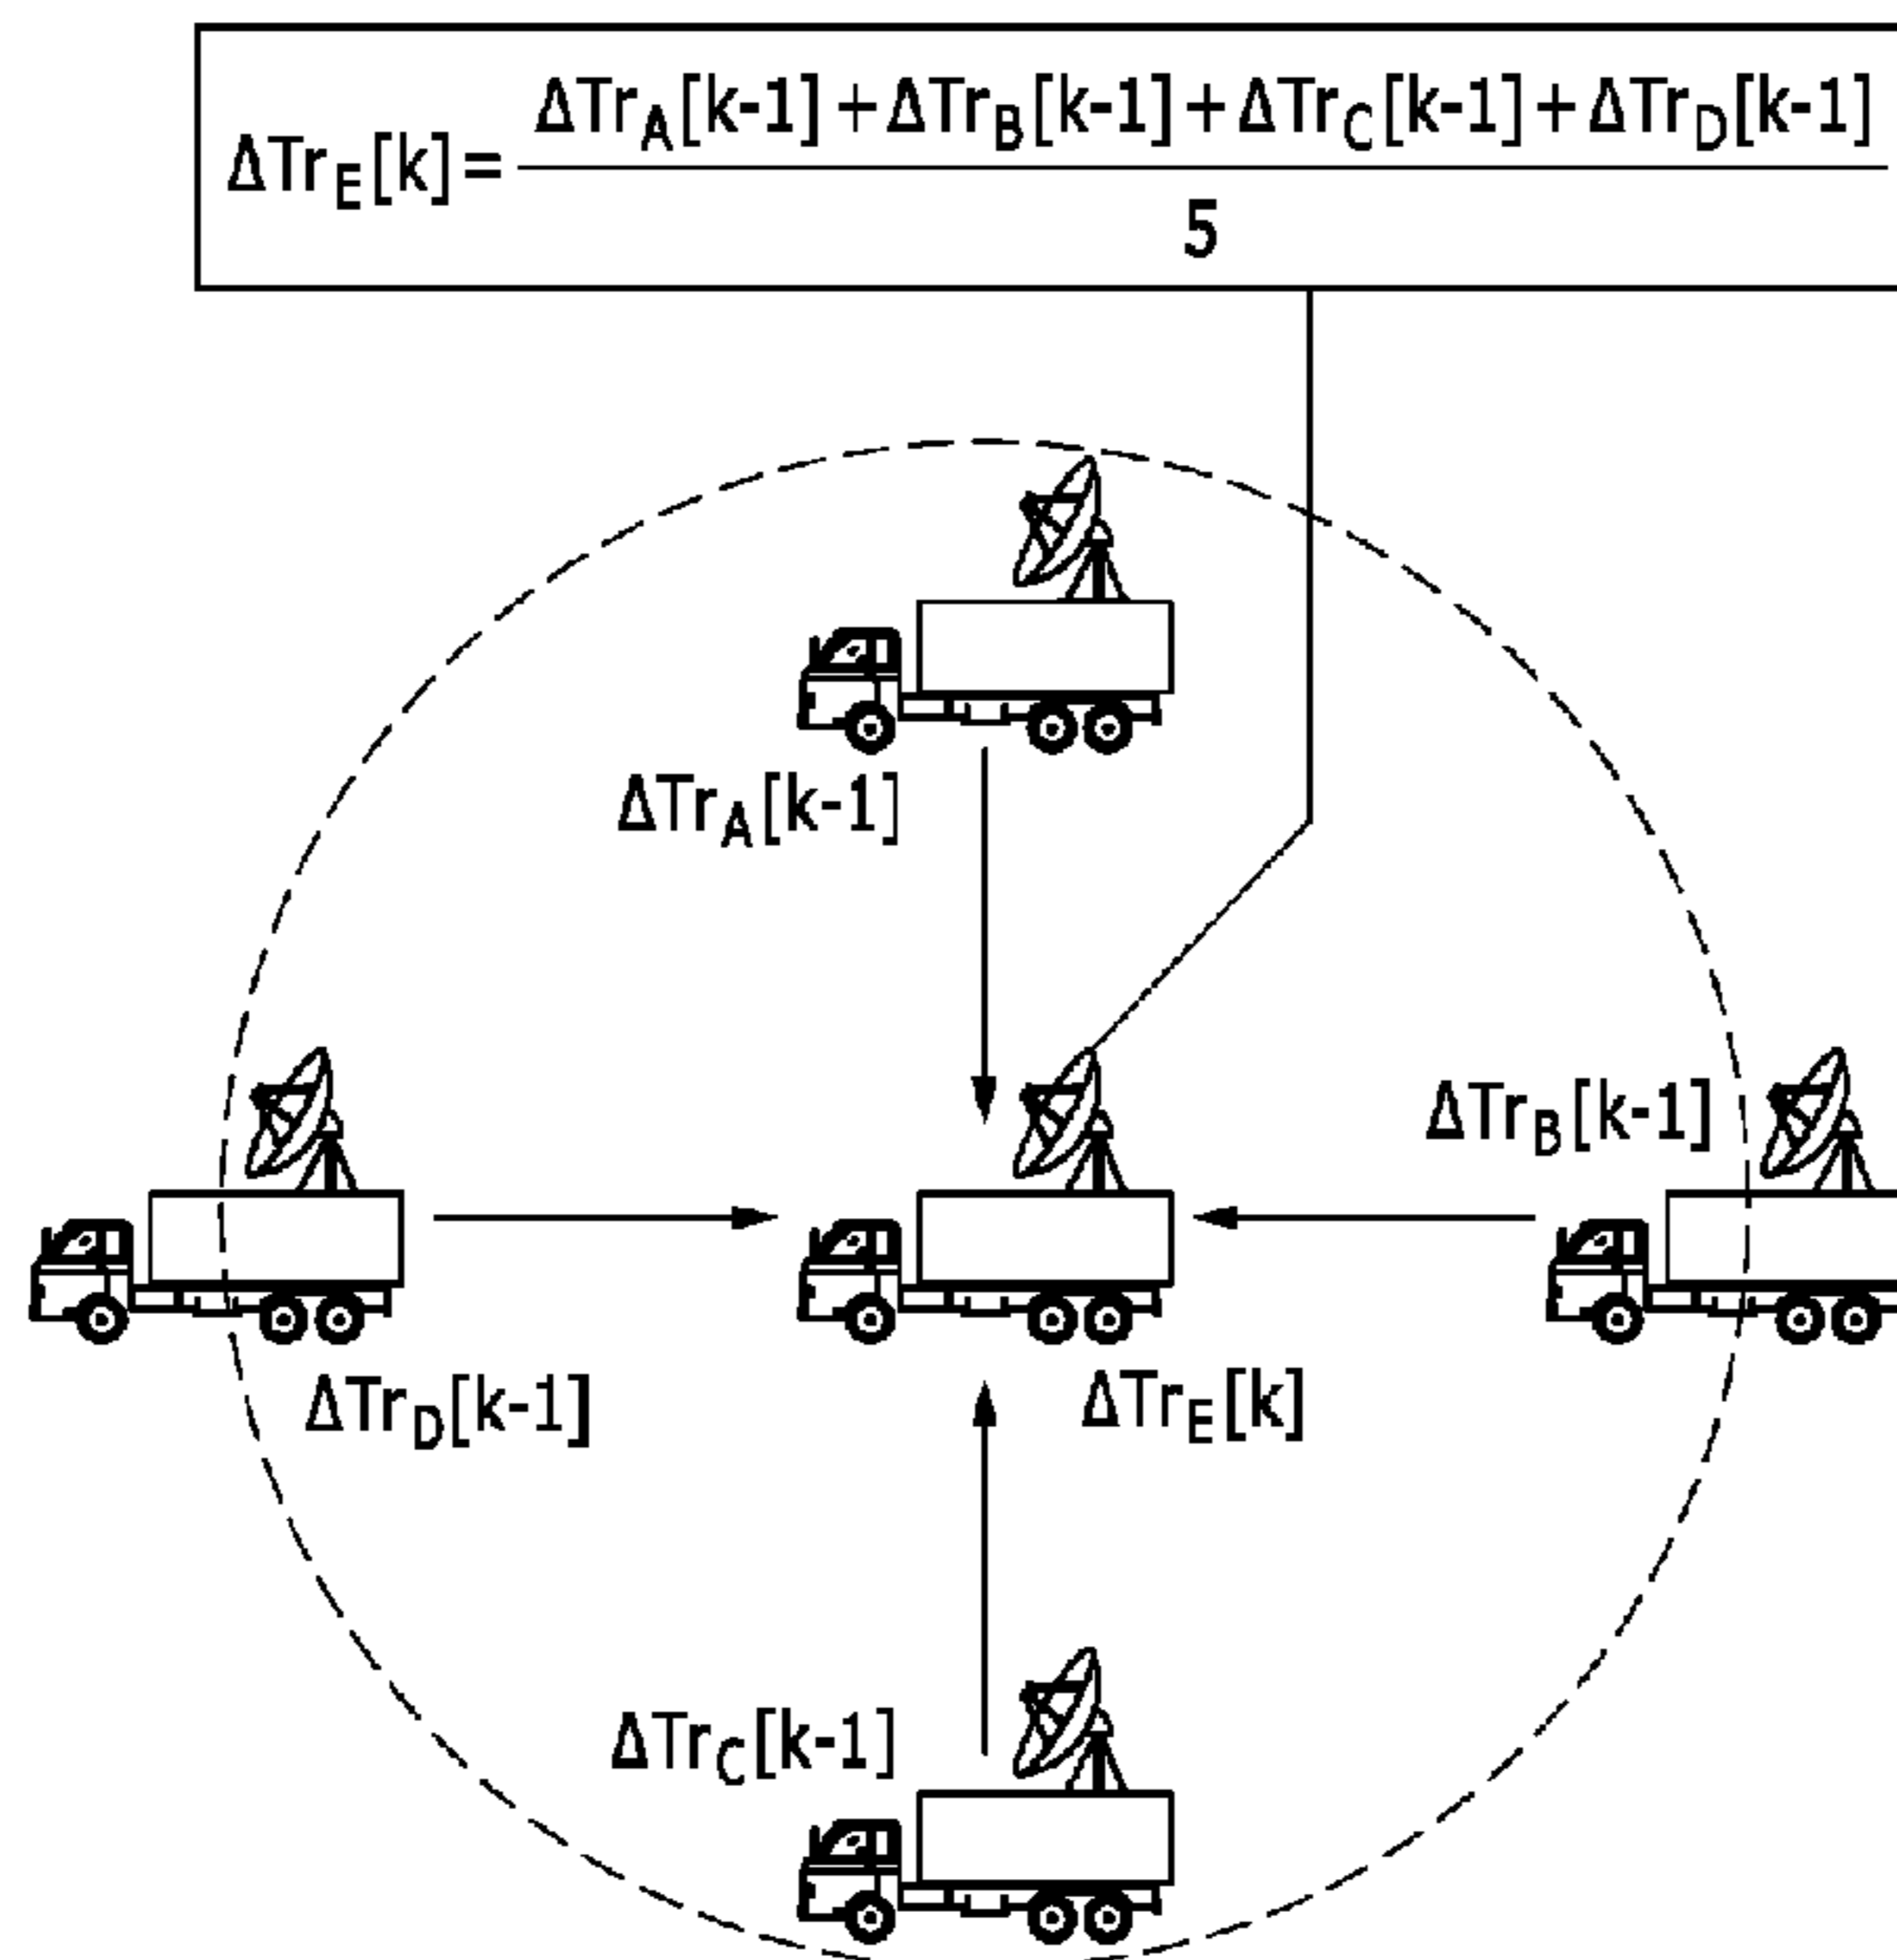 ΔTr_E[k] = (ΔTr_A[k-1] + ΔTr_B[k-1] + ΔTr_C[k-1] + ΔTr_D[k-1]) / 5
ΔTr_A[k-1]
ΔTr_B[k-1]
ΔTr_D[k-1]
ΔTr_E[k]
ΔTr_C[k-1]